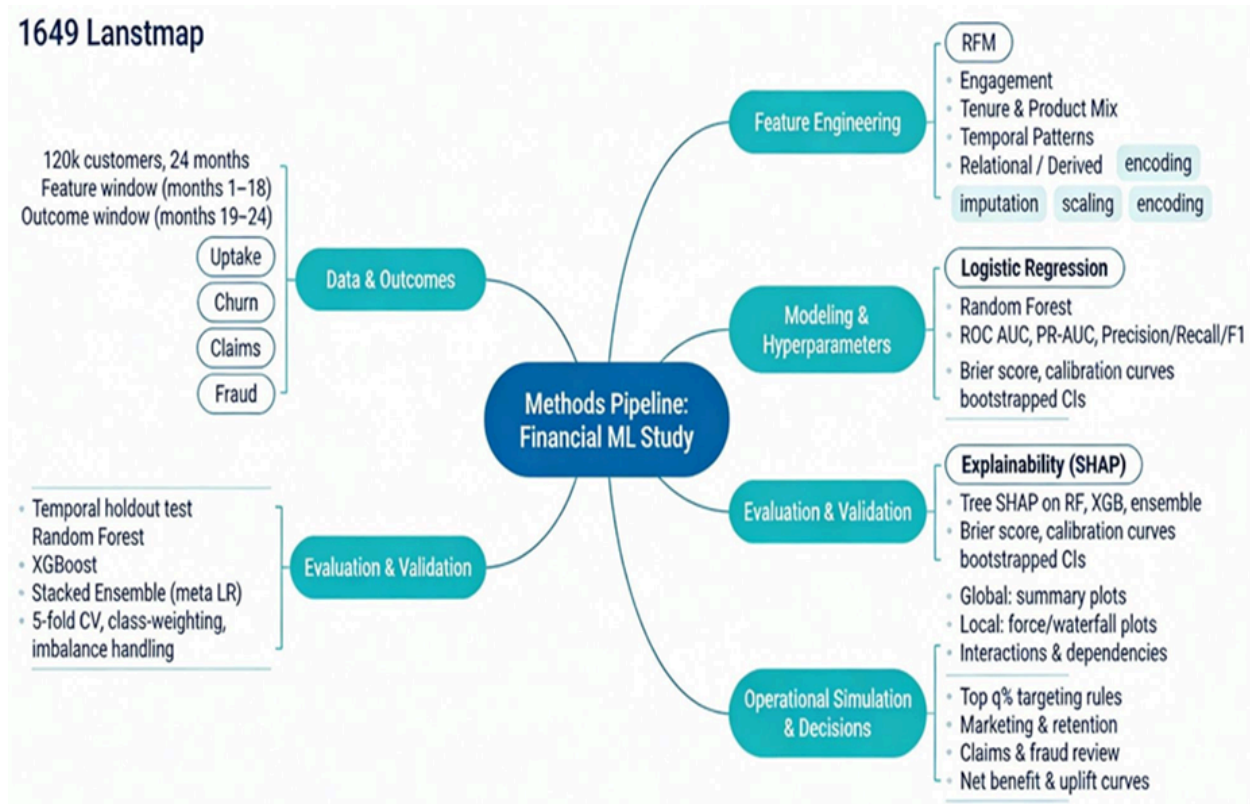 1649 Lanstmap
120k customers, 24 months
Feature window (months 1–18)
Outcome window (months 19–24)
Uptake
Churn
Claims
Fraud
Data & Outcomes
Temporal holdout test
Random Forest
XGBoost
Stacked Ensemble (meta LR)
5-fold CV, class-weighting,
imbalance handling
Evaluation & Validation
Methods Pipeline:
Financial ML Study
Feature Engineering
RFM
Engagement
Tenure & Product Mix
Temporal Patterns
Relational / Derived encoding
imputation scaling encoding
Modeling &
Hyperparameters
Logistic Regression
Random Forest
ROC AUC, PR-AUC, Precision/Recall/F1
Brier score, calibration curves
bootstrapped CIs
Evaluation & Validation
Explainability (SHAP)
Tree SHAP on RF, XGB, ensemble
Brier score, calibration curves
bootstrapped CIs
Global: summary plots
Local: force/waterfall plots
Interactions & dependencies
Operational Simulation
& Decisions
Top q% targeting rules
Marketing & retention
Claims & fraud review
Net benefit & uplift curves